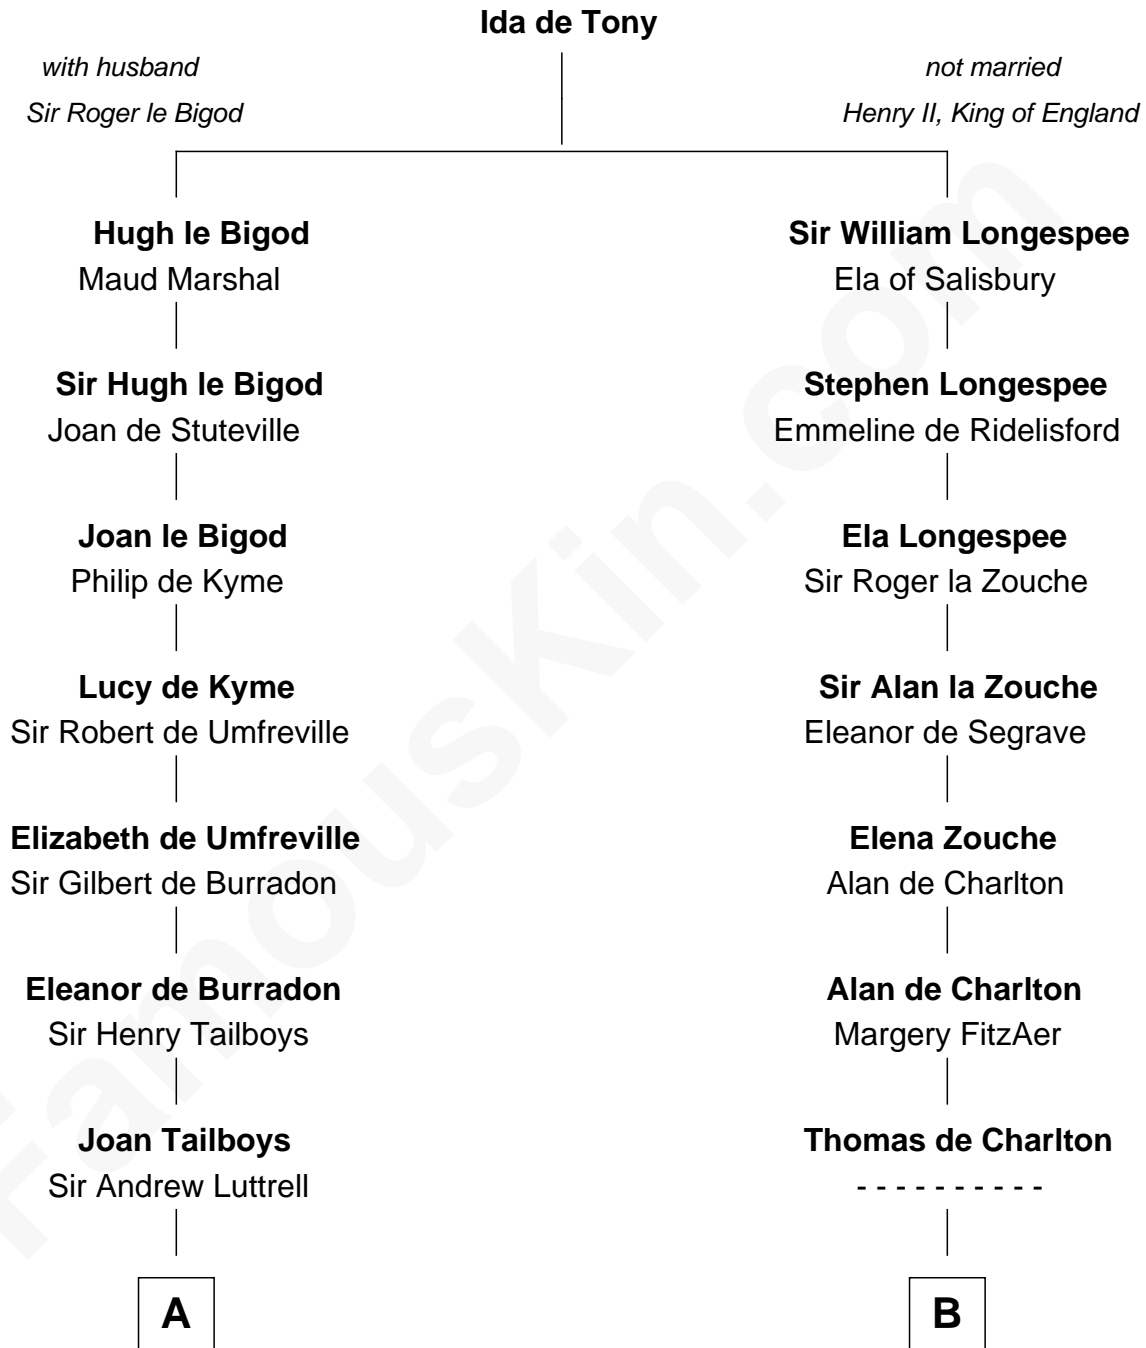 Ida de Tony
with husband
Sir Roger le Bigod
not married
Henry II, King of England
Hugh le Bigod
Maud Marshal
Sir William Longespee
Ela of Salisbury
Sir Hugh le Bigod
Joan de Stuteville
Stephen Longespee
Emmeline de Ridelisford
Joan le Bigod
Philip de Kyme
Ela Longespee
Sir Roger la Zouche
Lucy de Kyme
Sir Robert de Umfreville
Sir Alan la Zouche
Eleanor de Segrave
Elizabeth de Umfreville
Sir Gilbert de Burradon
Elena Zouche
Alan de Charlton
Eleanor de Burradon
Sir Henry Tailboys
Alan de Charlton
Margery FitzAer
Joan Tailboys
Sir Andrew Luttrell
Thomas de Charlton
- - - - - - - - - -
A
B
FamousKin.com